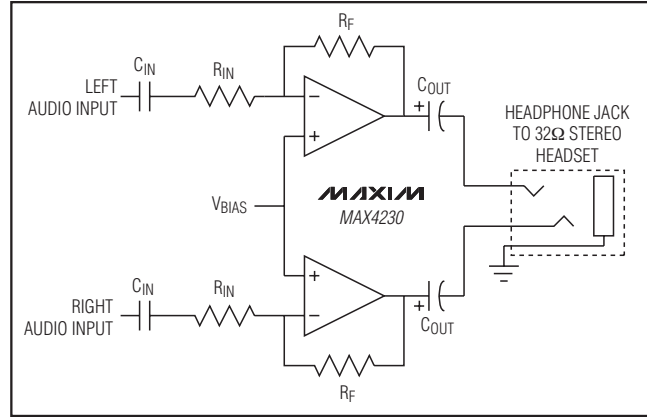 RF
CIN
RIN
LEFT
AUDIO INPUT
−
+
+
COUT
HEADPHONE JACK
TO 32Ω STEREO
HEADSET
VBIAS
MAXIM
MAX4230
CIN
RIN
RIGHT
AUDIO INPUT
+
−
+
COUT
RF